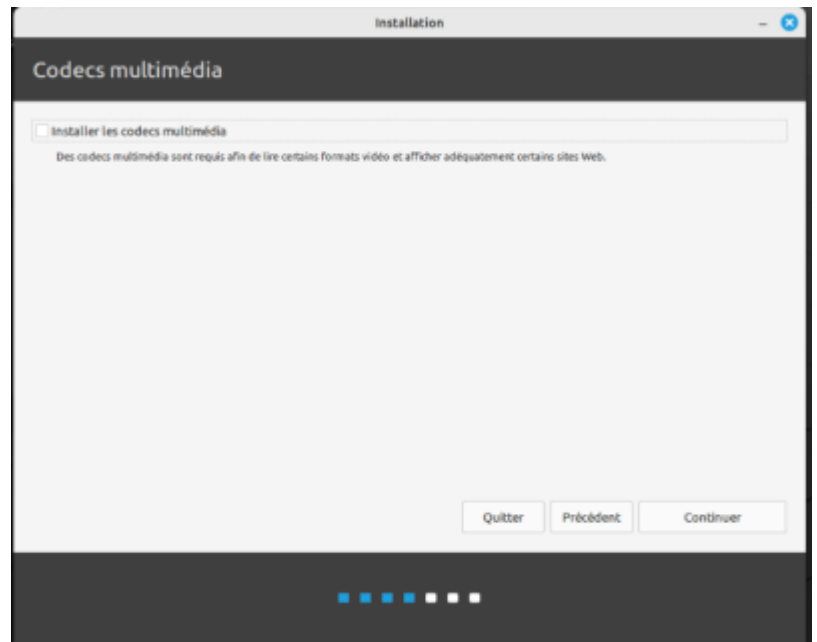 Installation
Codecs multimédia
Installer les codecs multimédia
Des codecs multimédia sont requis afin de lire certains formats vidéo et afficher adéquatement certains sites Web.
Quitter
Précédent
Continuer